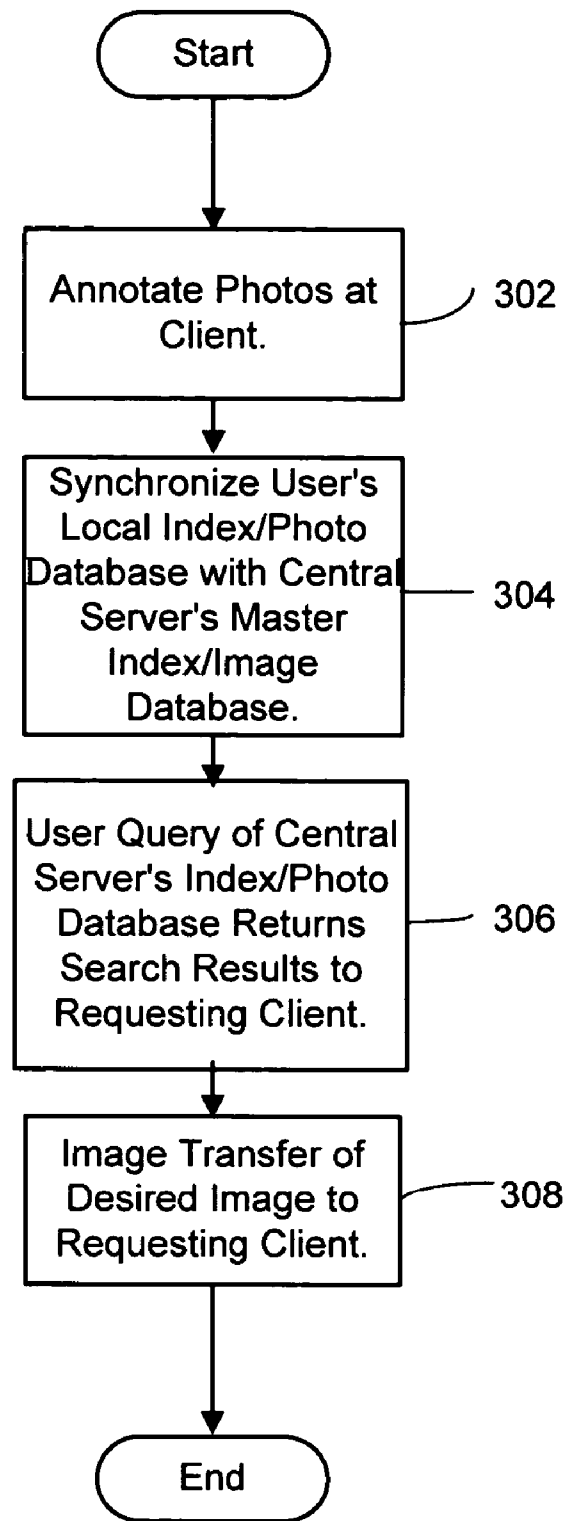 Start
Annotate Photos at
Client.
302
Synchronize User's
Local Index/Photo
Database with Central
Server's Master
Index/Image
Database.
304
User Query of Central
Server's Index/Photo
Database Returns
Search Results to
Requesting Client.
306
Image Transfer of
Desired Image to
Requesting Client.
308
End